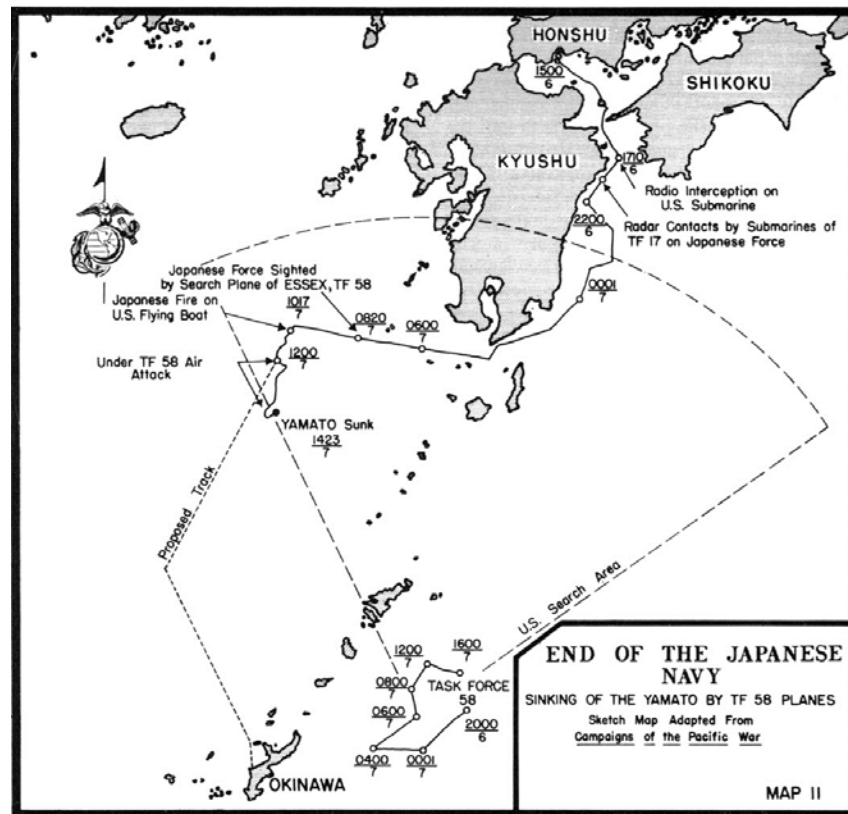 HONSHU
1500
6
SHIKOKU
KYUSHU
1710
6
Radio Interception on
U.S. Submarine
2200
6
Radar Contacts by Submarines of
TF 17 on Japanese Force
Japanese Force Sighted
by Search Plane of ESSEX, TF 58
Japanese Fire on
U.S. Flying Boat
1017
7
0820
7
0600
7
0001
7
Under TF 58 Air
Attack
1200
7
YAMATO Sunk
1423
7
Proposed Track
U.S. Search Area
1200
7
1600
7
0800
7
TASK FORCE
58
0600
7
2000
6
0400
7
0001
7
OKINAWA
END OF THE JAPANESE
NAVY
SINKING OF THE YAMATO BY TF 58 PLANES
Sketch Map Adapted From
Campaigns of the Pacific War
MAP II